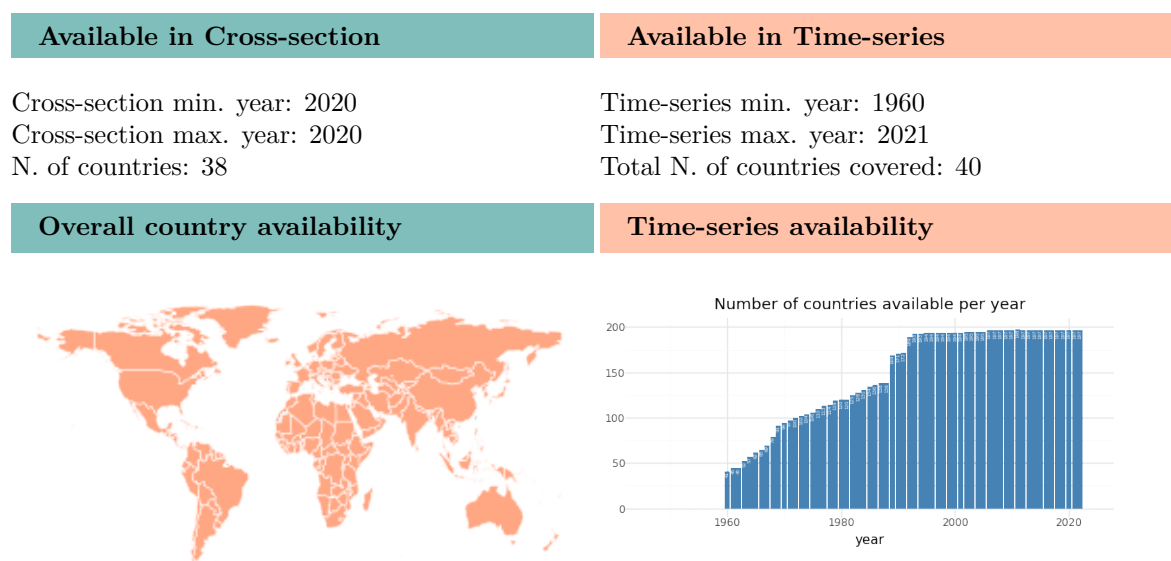 Available in Cross-section
Cross-section min. year: 2020
Cross-section max. year: 2020
N. of countries: 38
Available in Time-series
Time-series min. year: 1960
Time-series max. year: 2021
Total N. of countries covered: 40
Overall country availability
Time-series availability
Number of countries available per year
200
150
100
50
0
1960 1980 2000 2020
year